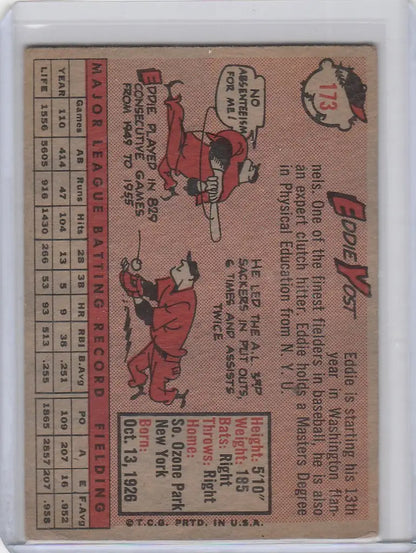 173
EDDIE YOST
Eddie is starting his 13th
year in Washington flan-
nels. One of the finest fielders in baseball, he is also
an expert clutch hitter. Eddie holds a Masters Degree
in Physical Education from N. Y. U.
NO
ABSENTEEISM
FOR ME!
EDDIE PLAYED IN 829
CONSECUTIVE GAMES
FROM 1949 TO 1955
HE LED THE A.L 3RD
SACKERS IN PUT OUTS
6 TIMES AND ASSISTS
TWICE
Height: 5'10"
Weight: 185
Bats: Right
Throws: Right
Home:
So. Ozone Park
New York
Born:
Oct. 13, 1926
MAJOR LEAGUE BATTING RECORD FIELDING
Games AB Runs Hits 2B 3B HR RBI B.Avg PO A E F.Avg
YEAR 110 414 47 104 13 5 9 38 .251 109 207 16 .952
LIFE 1556 5605 916 1430 266 53 93 513 .255 1865 2857 207 .958
© T.C.G. PRTD. IN U.S.A.